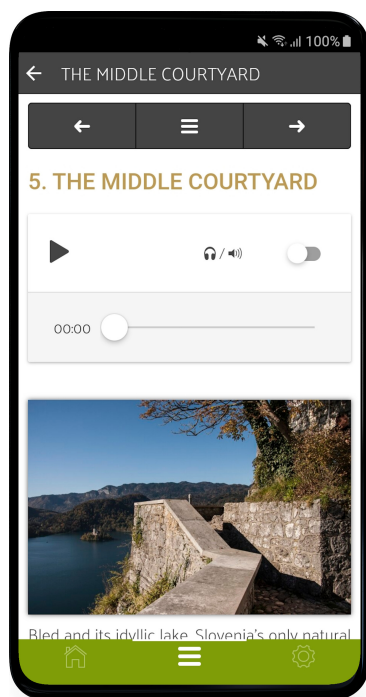 100%
THE MIDDLE COURTYARD
5. THE MIDDLE COURTYARD
/
00:00
Bled and its idyllic lake, Slovenia's only natural